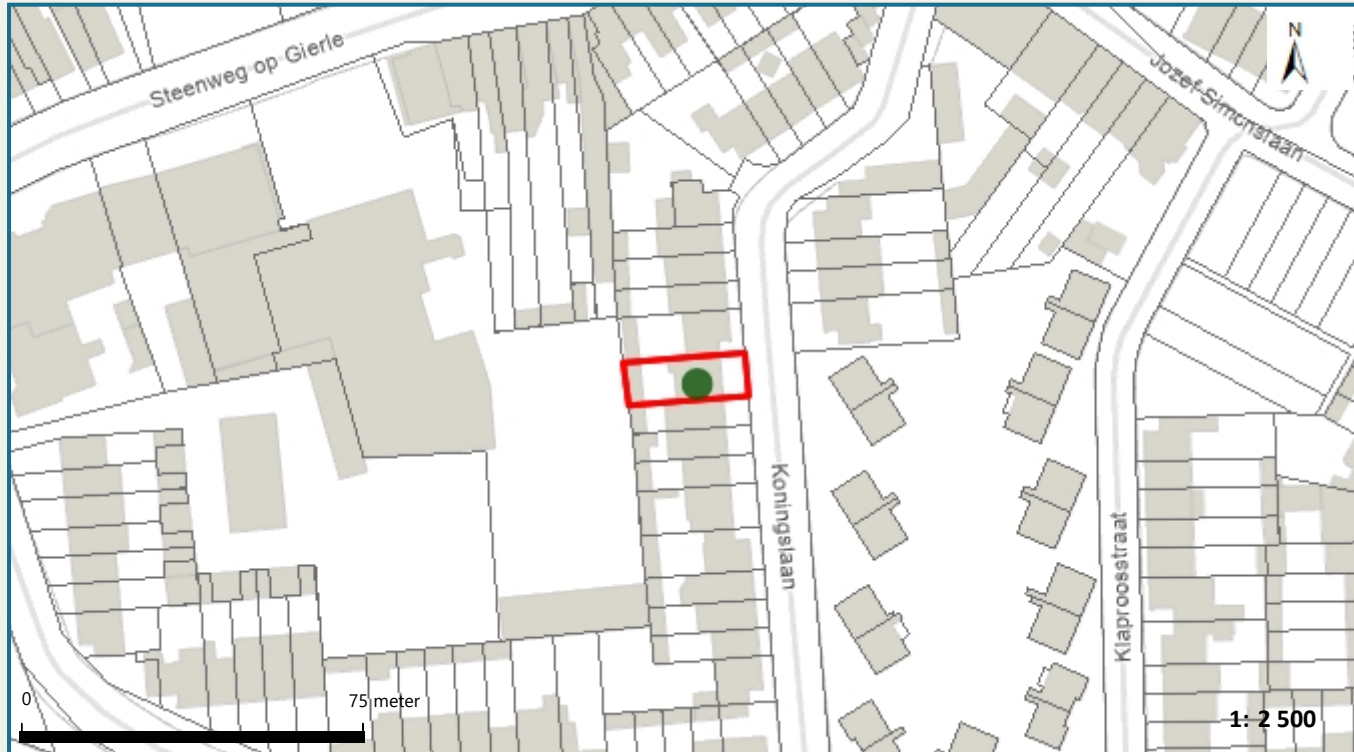 Steenweg op Gierle
N
Jozef Simonslaan
Koningslaan
Klaproosstraat
0
75 meter
1: 2 500